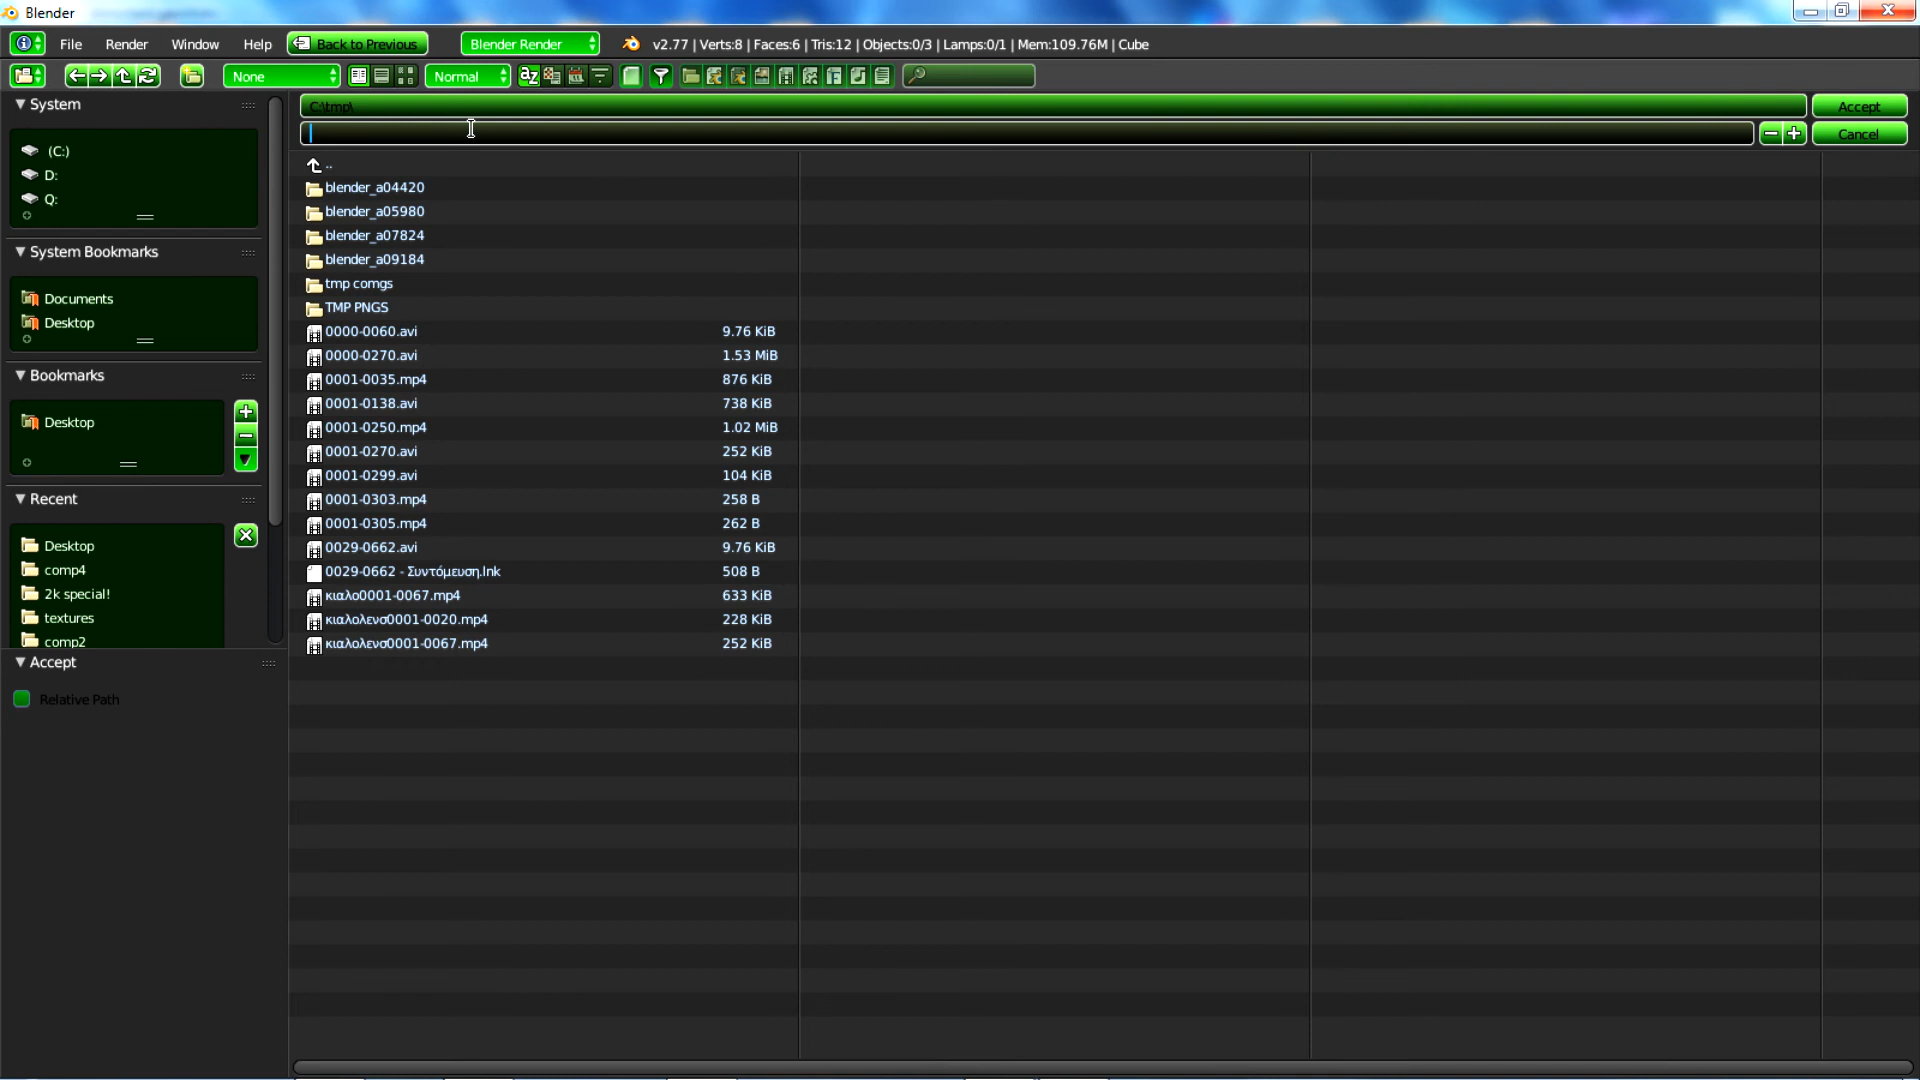 Blender
File Render Window Help Back to Previous Blender Render v2.77 | Verts:8 | Faces:6 | Tris:12 | Objects:0/3 | Lamps:0/1 | Mem:109.76M | Cube
None Normal
System
C:\tmp\ Accept
Cancel
(C:)
D:
Q:
System Bookmarks
Documents
Desktop
Bookmarks
Desktop
Recent
Desktop
comp4
2k special!
textures
comp2
Accept
Relative Path
..
blender_a04420
blender_a05980
blender_a07824
blender_a09184
tmp comgs
TMP PNGS
0000-0060.avi 9.76 KiB
0000-0270.avi 1.53 MiB
0001-0035.mp4 876 KiB
0001-0138.avi 738 KiB
0001-0250.mp4 1.02 MiB
0001-0270.avi 252 KiB
0001-0299.avi 104 KiB
0001-0303.mp4 258 B
0001-0305.mp4 262 B
0029-0662.avi 9.76 KiB
0029-0662 - Συντόμευση.lnk 508 B
κιαλο0001-0067.mp4 633 KiB
κιαλολενσ0001-0020.mp4 228 KiB
κιαλολενσ0001-0067.mp4 252 KiB